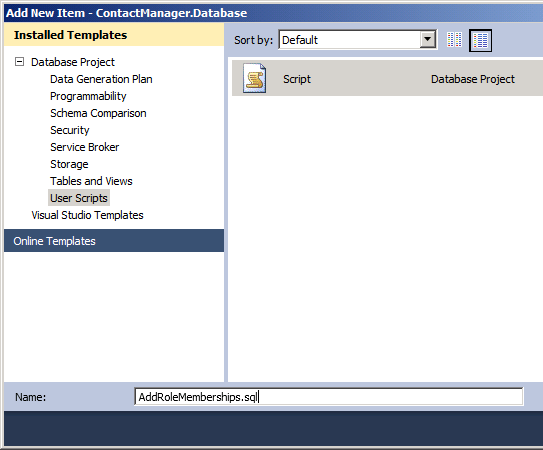 Add New Item - ContactManager.Database
Installed Templates
Sort by: Default
Database Project
Data Generation Plan
Programmability
Schema Comparison
Security
Service Broker
Storage
Tables and Views
User Scripts
Visual Studio Templates
Online Templates
Script Database Project
Name: AddRoleMemberships.sql